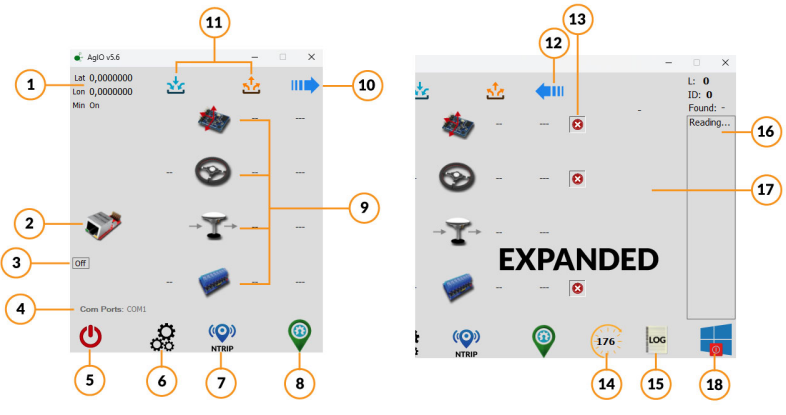 11
13
12
AgIO v5.6
1
Lat 0,0000000
Lon 0,0000000
Min On
10
L: 0
ID: 0
Found: -
Reading...
16
-- ----
-- ---- -
-- -- ----
-- ----
9
17
2
-- ----
-- ----
3
Off
EXPANDED
-- -- ----
-- ----
4
Com Ports: COM1
NTRIP
NTRIP
176
LOG
5
6
7
8
14
15
18